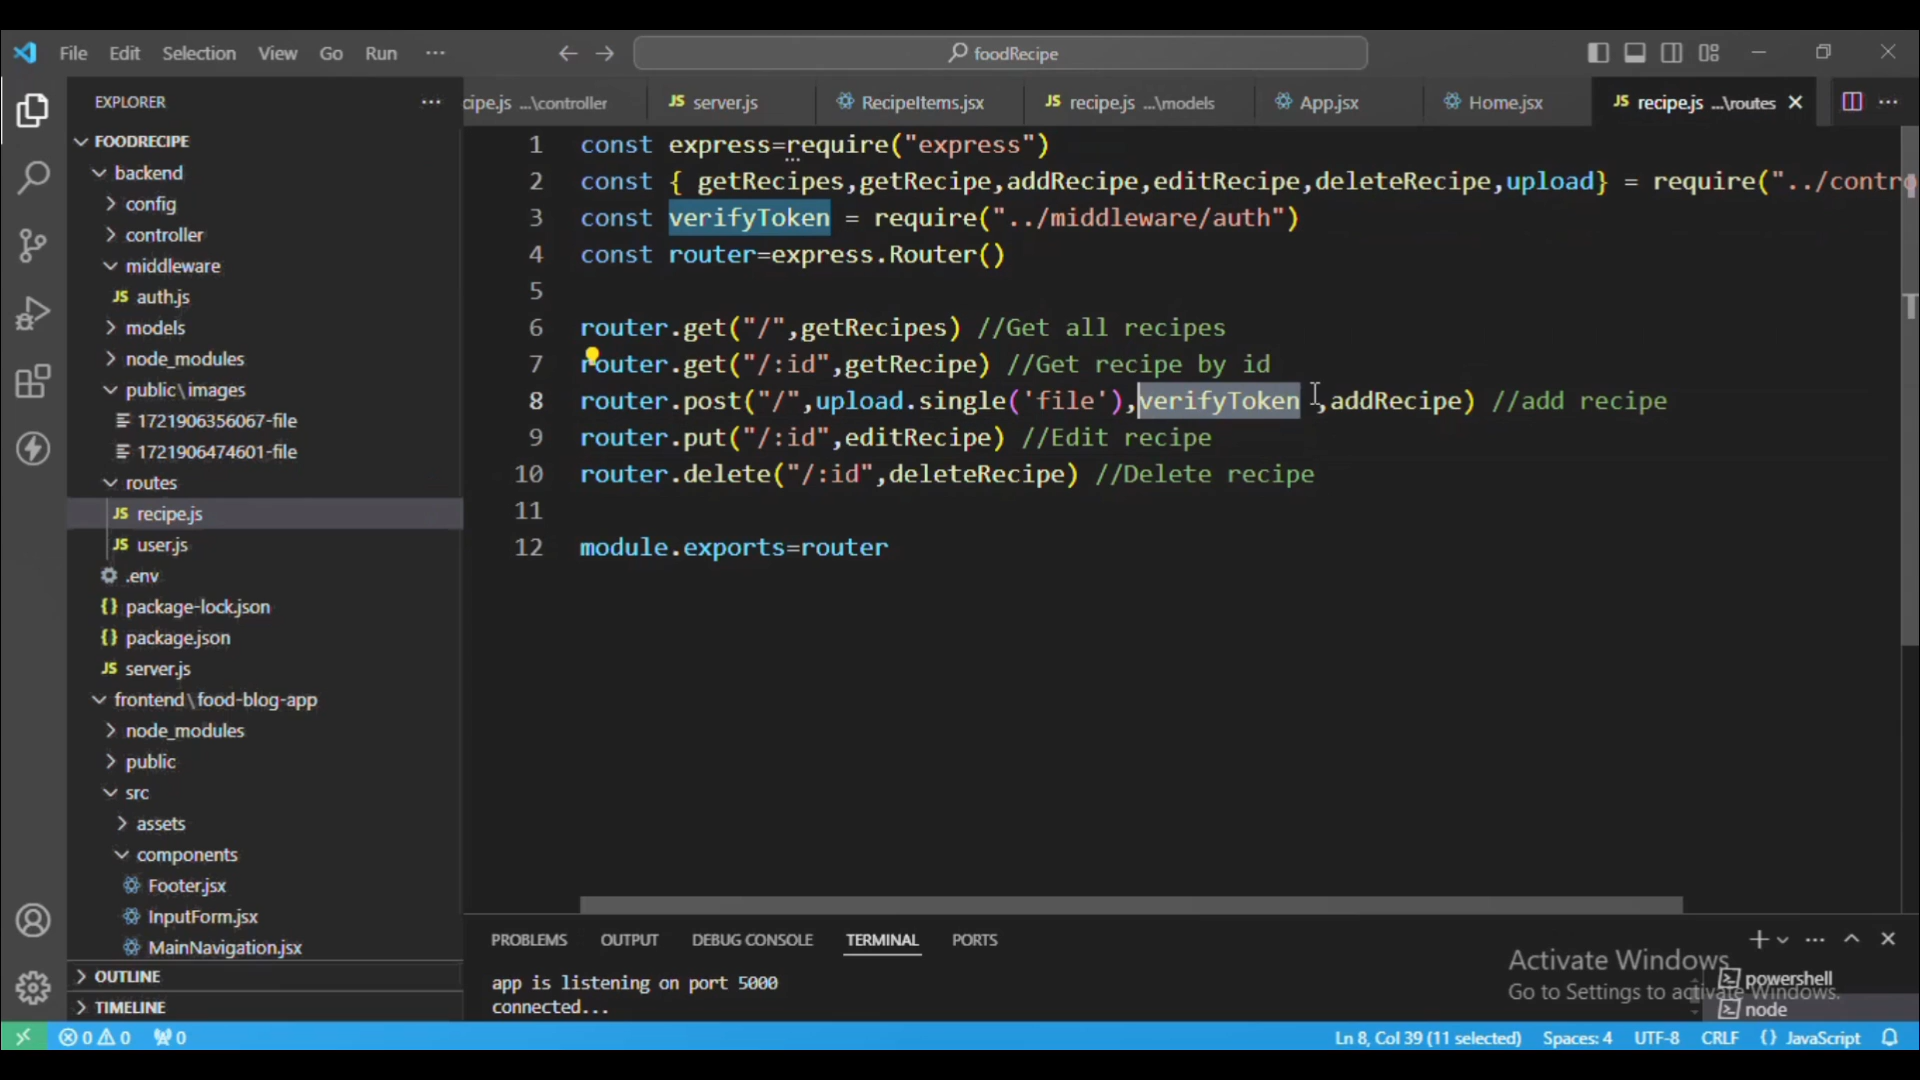 File Edit Selection View Go Run ··· foodRecipe
EXPLORER ···
FOODRECIPE
backend
config
controller
middleware
JS auth.js
models
node_modules
public\images
1721906356067-file
1721906474601-file
routes
JS recipe.js
JS user.js
.env
{} package-lock.json
{} package.json
JS server.js
frontend\food-blog-app
node_modules
public
src
assets
components
Footer.jsx
InputForm.jsx
MainNavigation.jsx
OUTLINE
TIMELINE
cipe.js ...\controller JS server.js RecipeItems.jsx JS recipe.js ...\models App.jsx Home.jsx JS recipe.js ...\routes
1 const express=require("express")
2 const { getRecipes,getRecipe,addRecipe,editRecipe,deleteRecipe,upload} = require("../contro
3 const verifyToken = require("../middleware/auth")
4 const router=express.Router()
5
6 router.get("/",getRecipes) //Get all recipes
7 router.get("/:id",getRecipe) //Get recipe by id
8 router.post("/",upload.single('file'),verifyToken ,addRecipe) //add recipe
9 router.put("/:id",editRecipe) //Edit recipe
10 router.delete("/:id",deleteRecipe) //Delete recipe
11
12 module.exports=router
PROBLEMS OUTPUT DEBUG CONSOLE TERMINAL PORTS
app is listening on port 5000
connected...
powershell
node
Activate Windows
Go to Settings to activate Windows.
0 0 0 Ln 8, Col 39 (11 selected) Spaces: 4 UTF-8 CRLF {} JavaScript